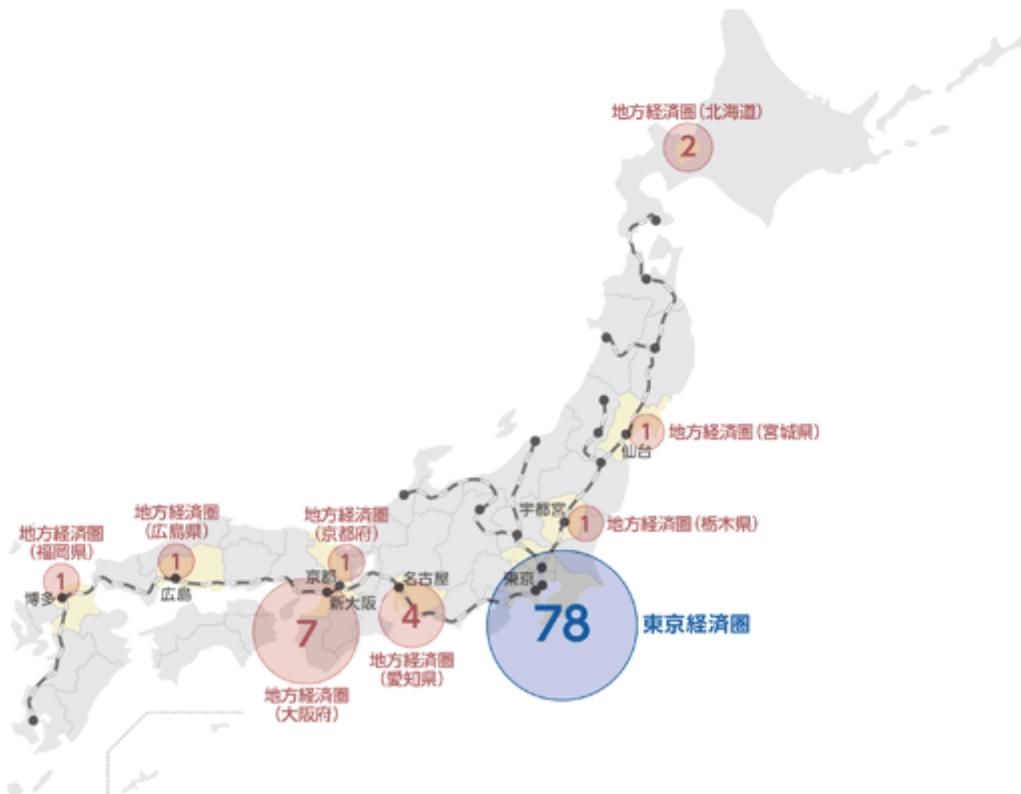 地方経済圏(北海道)
2
1
地方経済圏(宮城県)
仙台
宇都宮
1
地方経済圏(栃木県)
地方経済圏
(福岡県)
1
博多
地方経済圏
(広島県)
1
広島
地方経済圏
(京都府)
1
京都
新大阪
7
地方経済圏
(大阪府)
名古屋
4
地方経済圏
(愛知県)
東京
78
東京経済圏